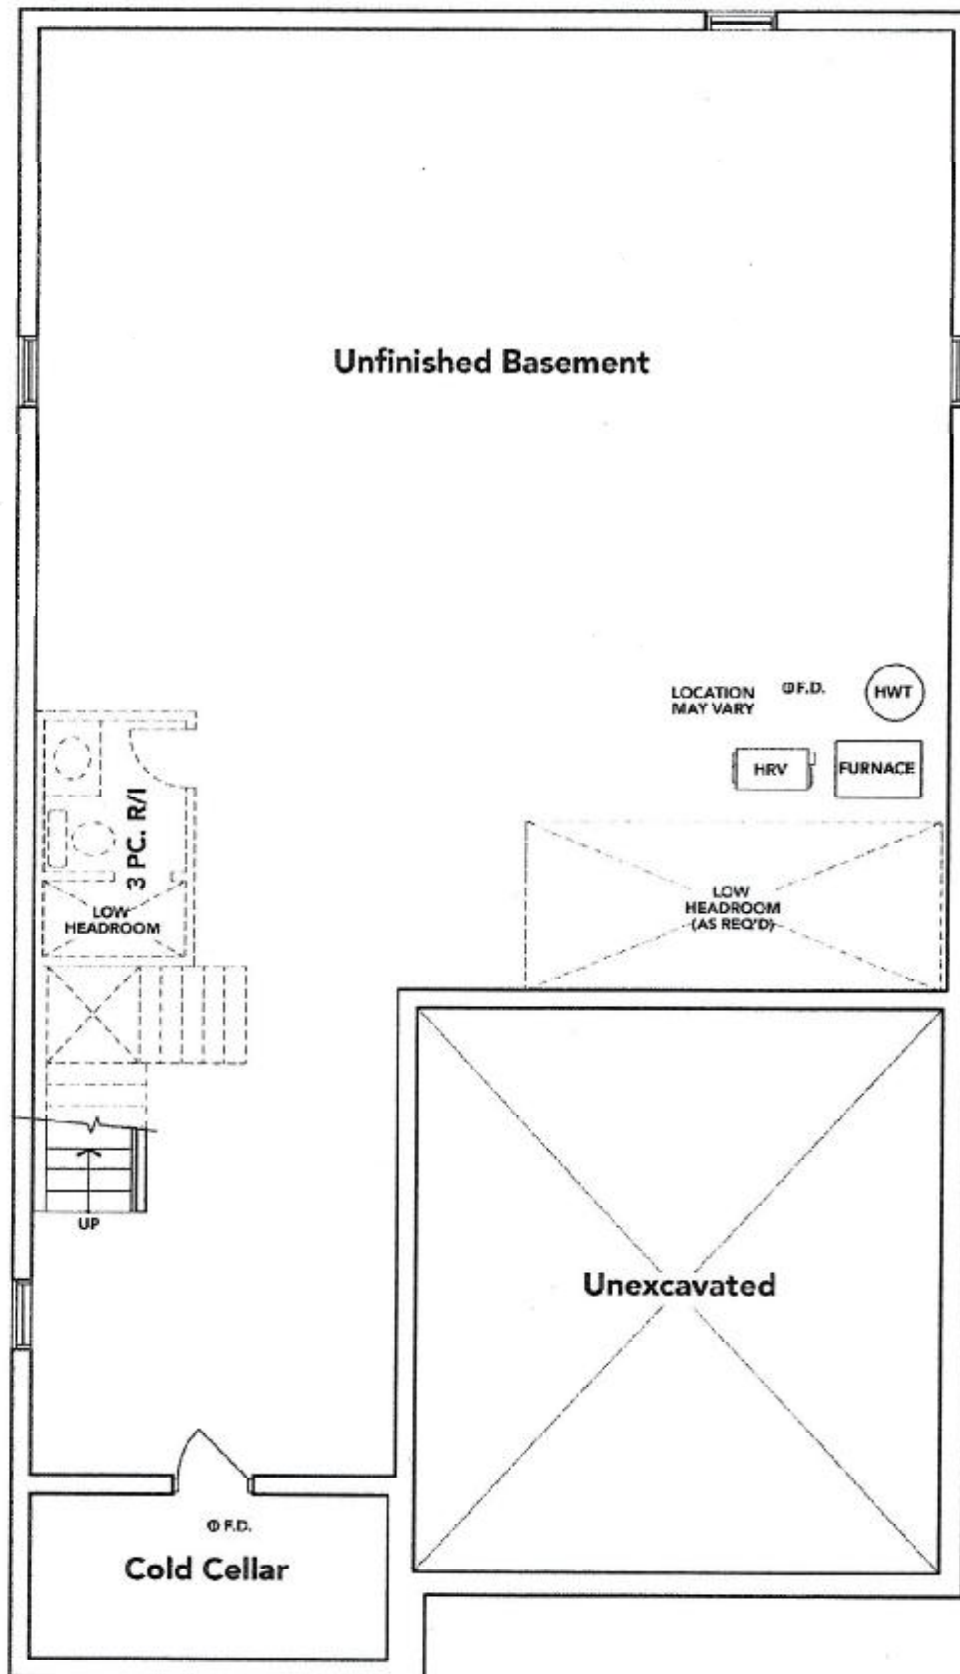 Unfinished Basement
LOCATION
MAY VARY
F.D.
HWT
HRV
FURNACE
3 PC. R/I
LOW
HEADROOM
LOW
HEADROOM
(AS REQ'D)
UP
Unexcavated
F.D.
Cold Cellar